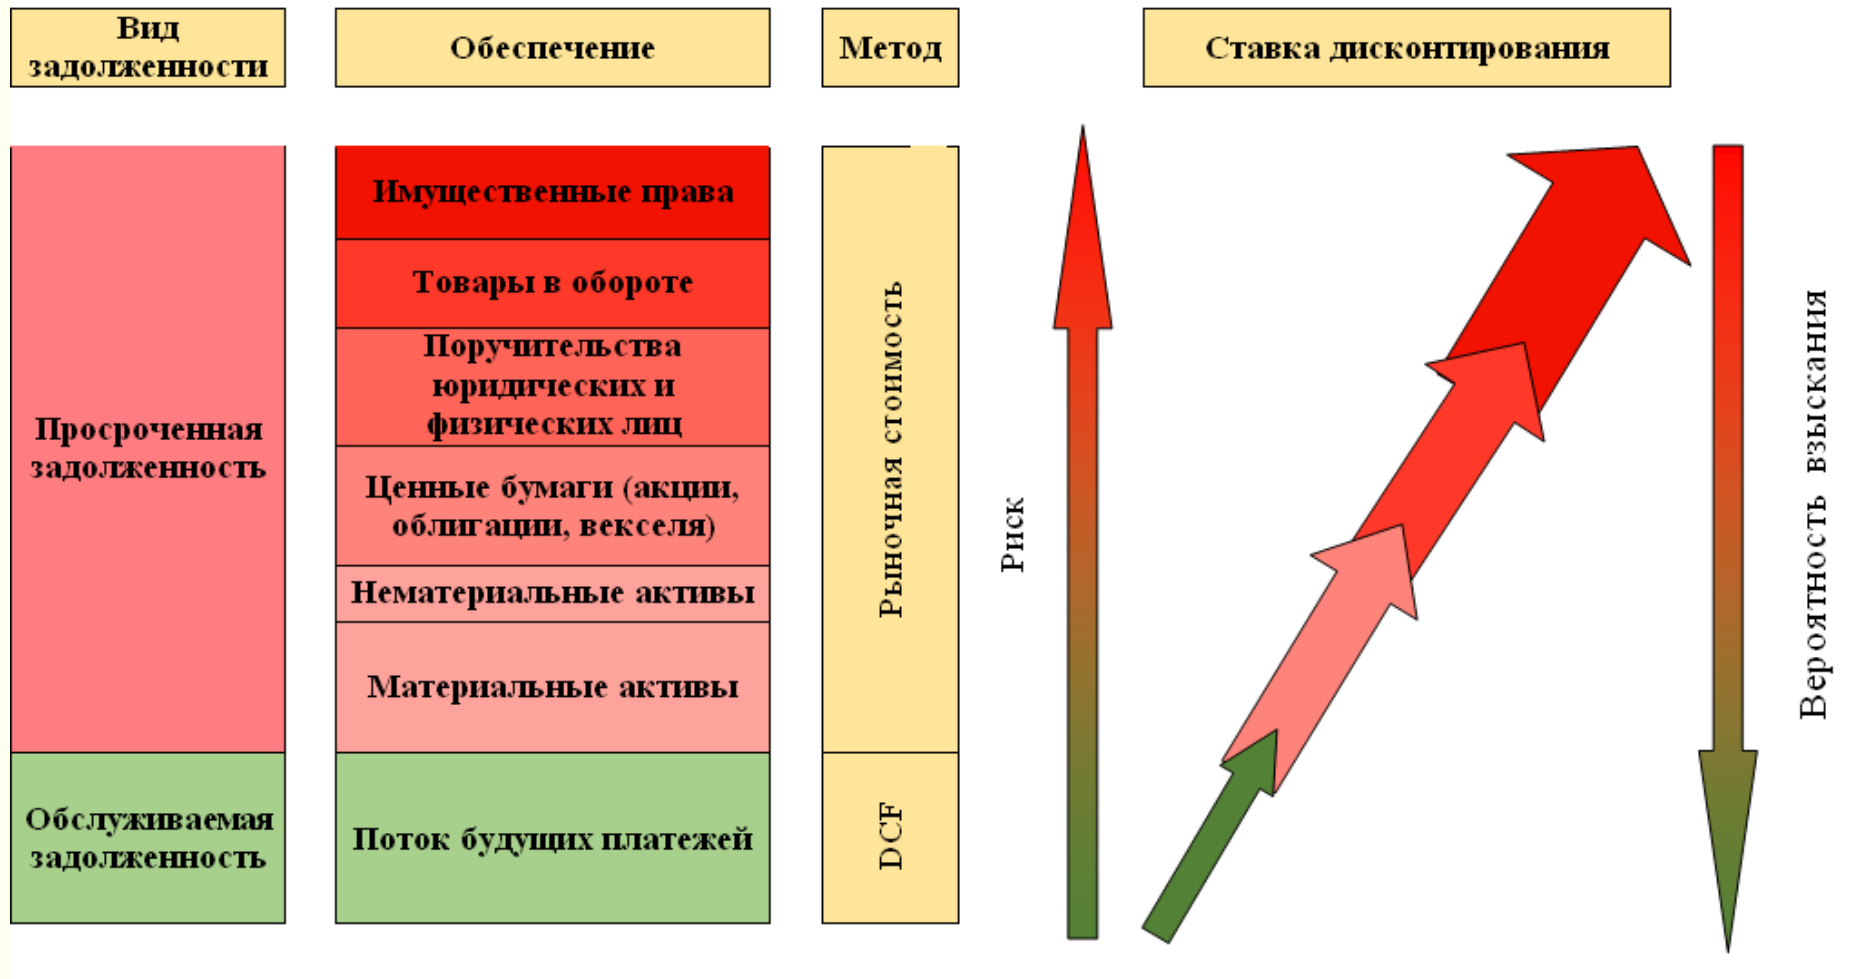 Вид
задолженности
Обеспечение
Метод
Ставка дисконтирования
Просроченная
задолженность
Обслуживаемая
задолженность
Имущественные права
Товары в обороте
Поручительства
юридических и
физических лиц
Ценные бумаги (акции,
облигации, векселя)
Нематериальные активы
Материальные активы
Поток будущих платежей
Рыночная стоимость
DCF
Риск
Вероятность взыскания